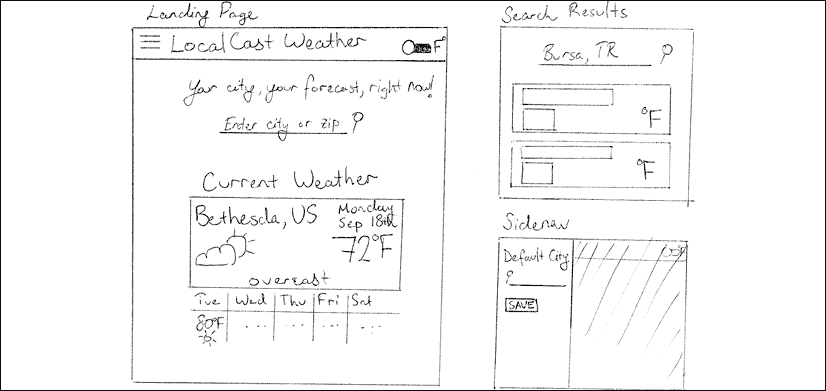 Landing Page
LocalCast Weather °F
Your city, your forecast, right now!
Enter city or zip
Current Weather
Bethesda, US
Monday
Sep 18th
72°F
overcast
Tue Wed Thu Fri Sat
80°F ... ... ... ...
Search Results
Bursa, TR
°F
°F
Sidenav
Default City
SAVE